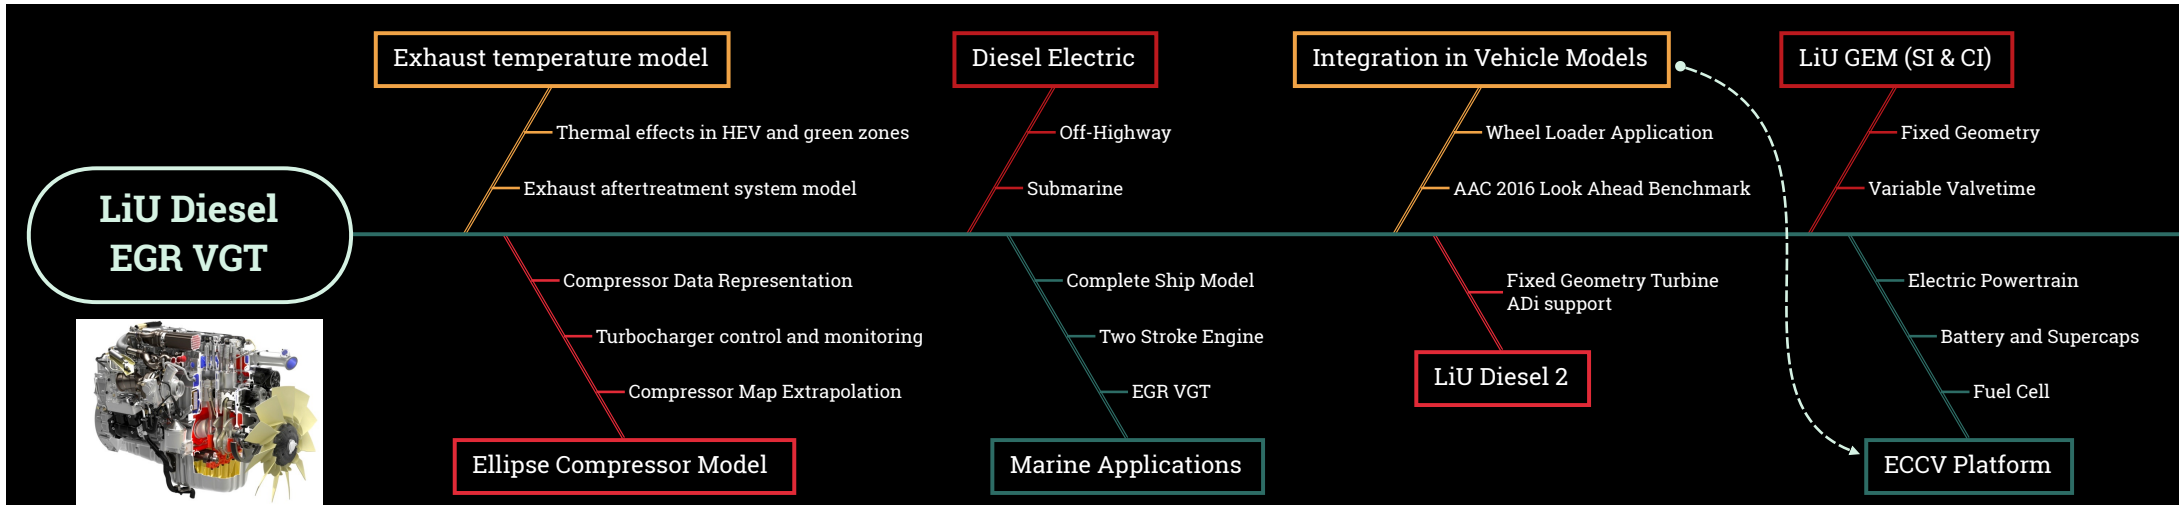 LiU Diesel
EGR VGT
Exhaust temperature model
Thermal effects in HEV and green zones
Exhaust aftertreatment system model
Compressor Data Representation
Turbocharger control and monitoring
Compressor Map Extrapolation
Ellipse Compressor Model
Diesel Electric
Off-Highway
Submarine
Complete Ship Model
Two Stroke Engine
EGR VGT
Marine Applications
Integration in Vehicle Models
Wheel Loader Application
AAC 2016 Look Ahead Benchmark
Fixed Geometry Turbine
ADi support
LiU Diesel 2
LiU GEM (SI & CI)
Fixed Geometry
Variable Valvetime
Electric Powertrain
Battery and Supercaps
Fuel Cell
ECCV Platform